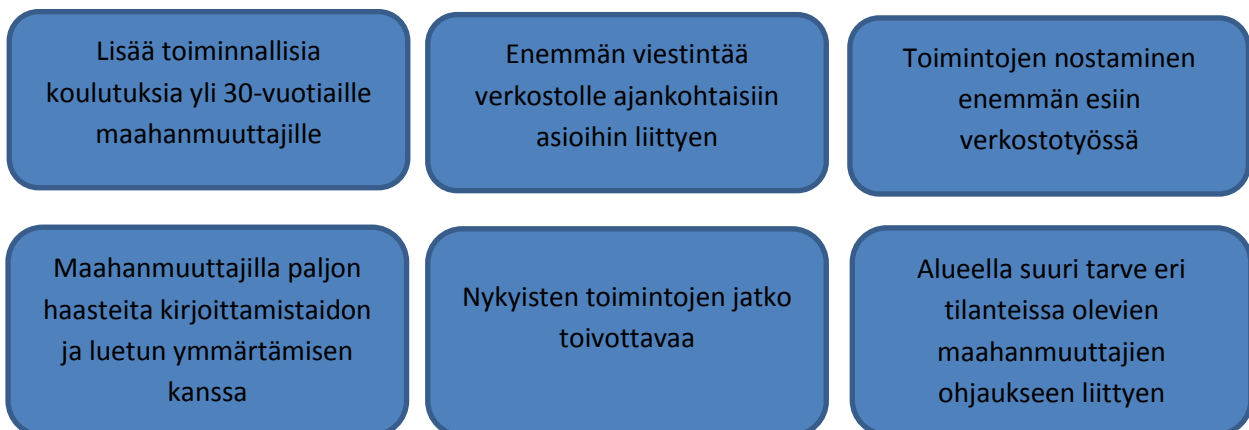 Lisää toiminnallisia
koulutuksia yli 30-vuotiaille
maahanmuuttajille
Enemmän viestintää
verkostolle ajankohtaisiin
asioihin liittyen
Toimintojen nostaminen
enemmän esiin
verkostotyössä
Maahanmuuttajilla paljon
haasteita kirjoittamistaidon
ja luetun ymmärtämisen
kanssa
Nykyisten toimintojen jatko
toivottavaa
Alueella suuri tarve eri
tilanteissa olevien
maahanmuuttajien
ohjaukseen liittyen